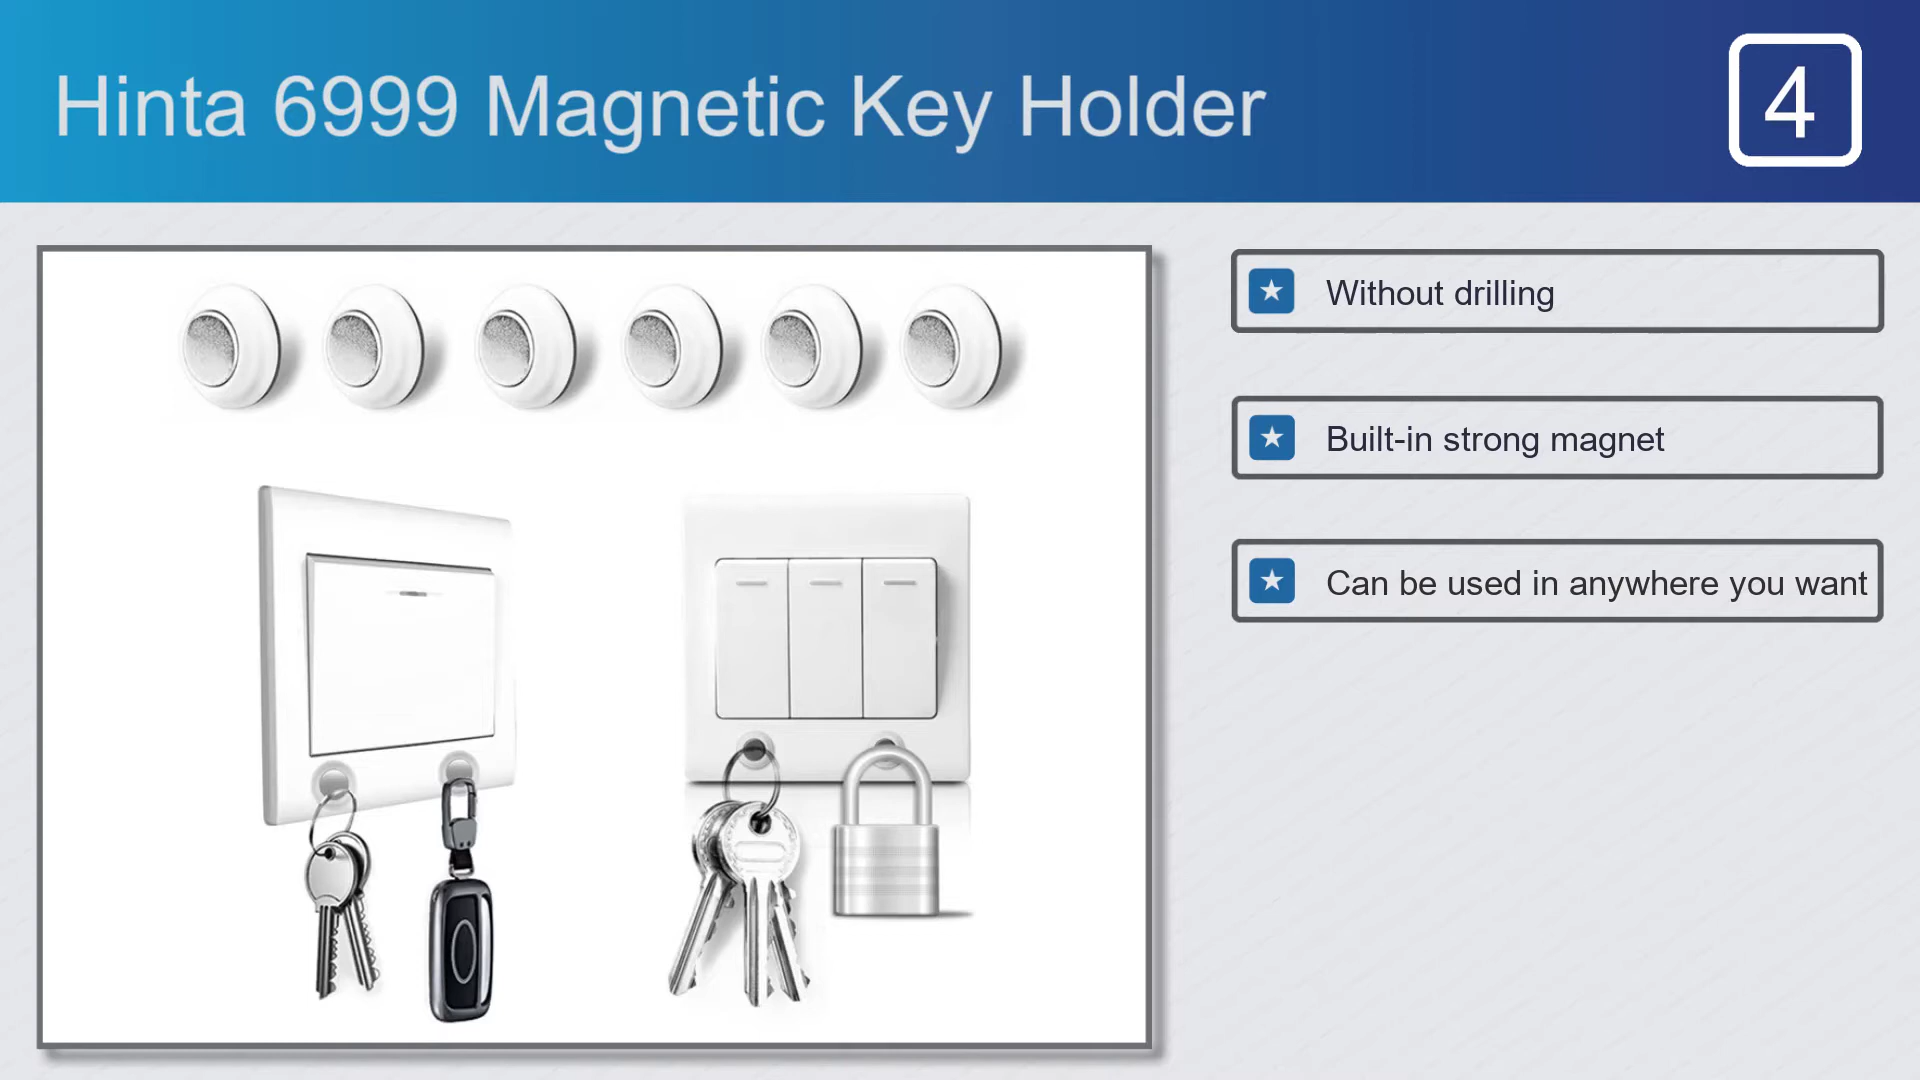 Hinta 6999 Magnetic Key Holder
4
Without drilling
Built-in strong magnet
Can be used in anywhere you want